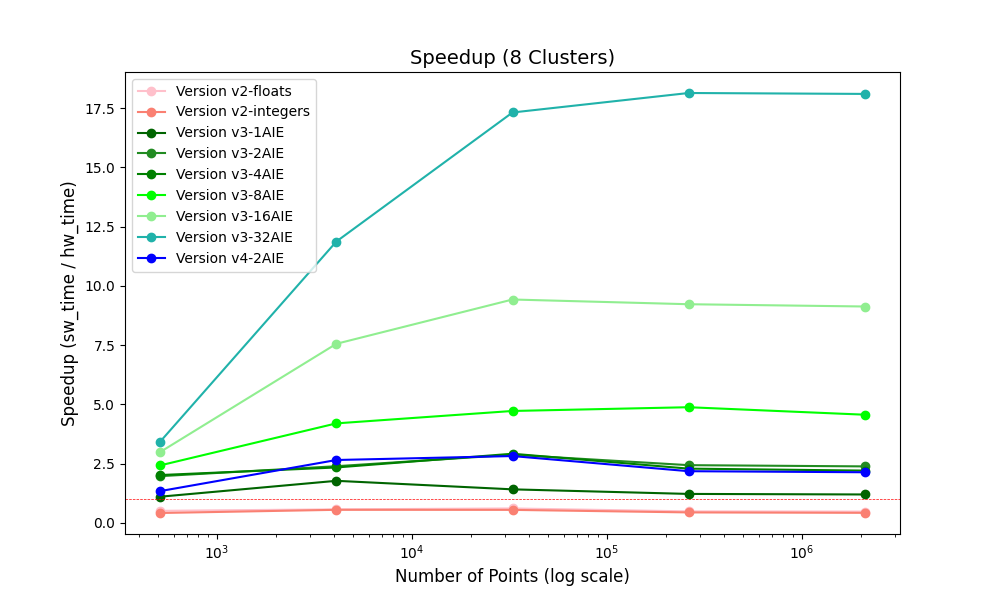 Speedup (8 Clusters)
Version v2-floats
Version v2-integers
Version v3-1AIE
Version v3-2AIE
Version v3-4AIE
Version v3-8AIE
Version v3-16AIE
Version v3-32AIE
Version v4-2AIE
Speedup (sw_time / hw_time)
17.5
15.0
12.5
10.0
7.5
5.0
2.5
0.0
10³ 10⁴ 10⁵ 10⁶
Number of Points (log scale)